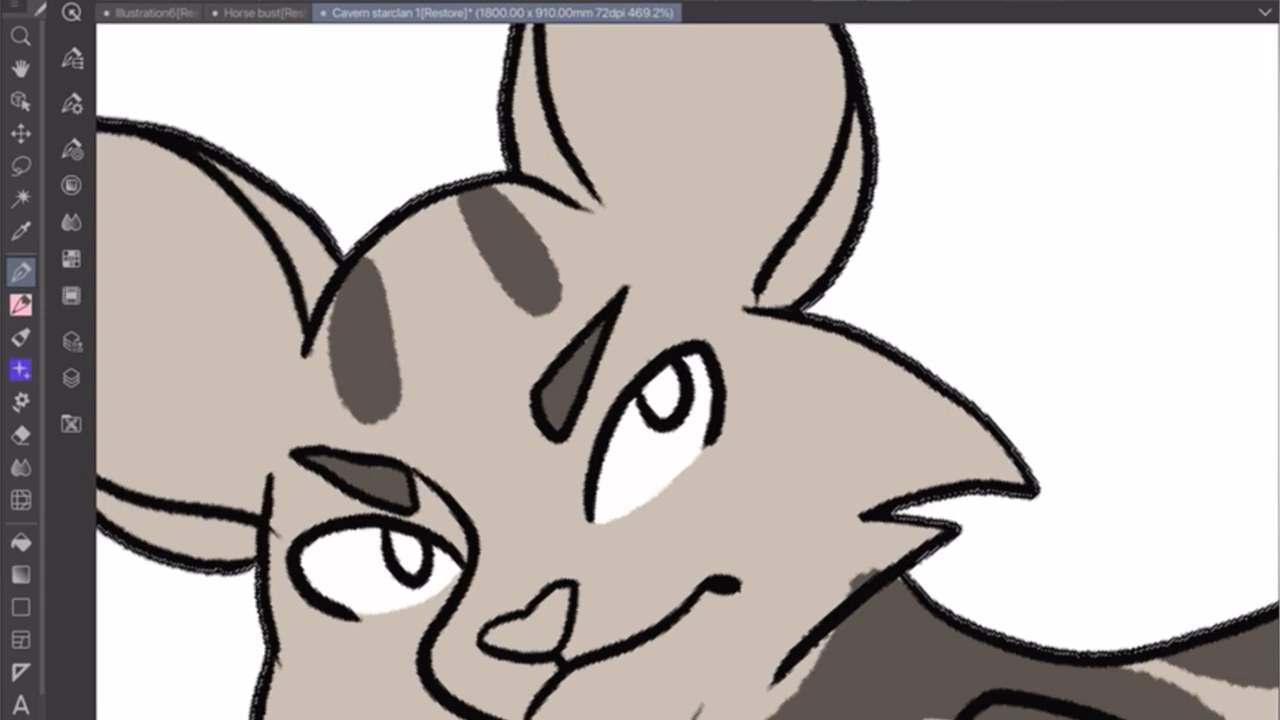 Illustration6[Re
Horse bust[Res
Cavern starclan 1[Restore]* (1800.00 x 910.00mm 72dpi 469.2%)